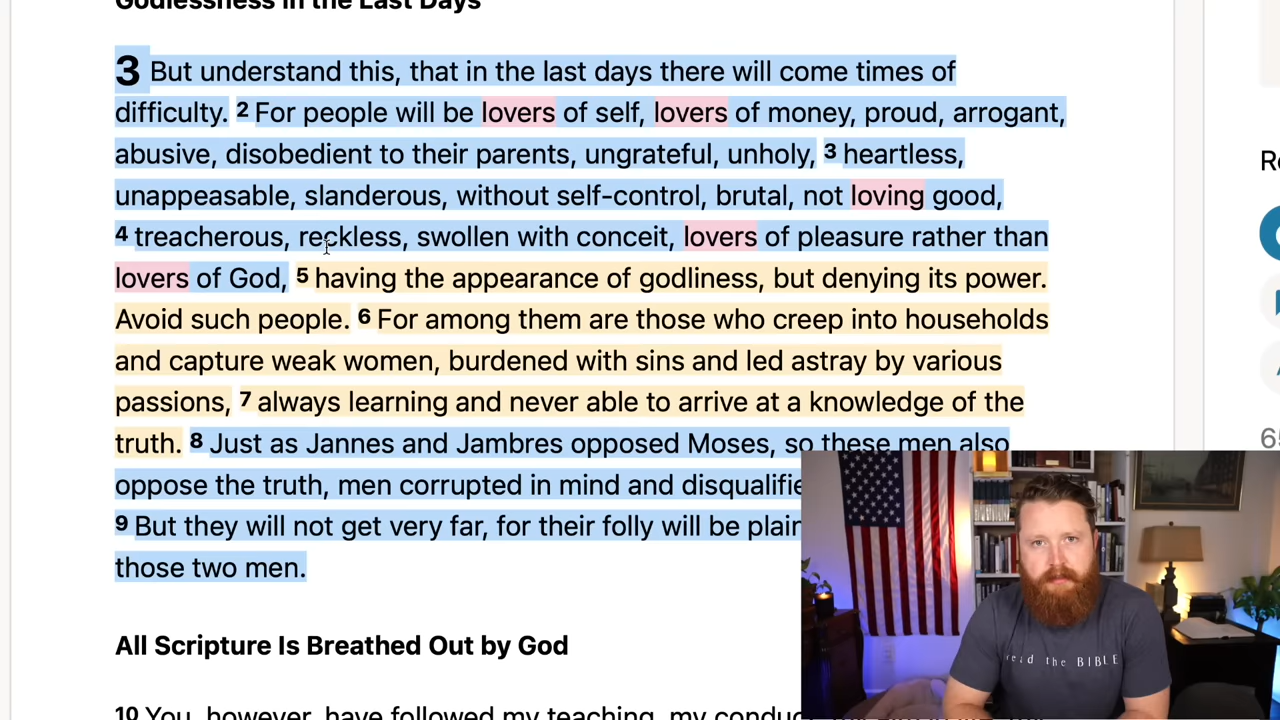 Godlessness in the Last Days
3 But understand this, that in the last days there will come times of
difficulty. 2 For people will be lovers of self, lovers of money, proud, arrogant,
abusive, disobedient to their parents, ungrateful, unholy, 3 heartless,
unappeasable, slanderous, without self-control, brutal, not loving good,
4 treacherous, reckless, swollen with conceit, lovers of pleasure rather than
lovers of God, 5 having the appearance of godliness, but denying its power.
Avoid such people. 6 For among them are those who creep into households
and capture weak women, burdened with sins and led astray by various
passions, 7 always learning and never able to arrive at a knowledge of the
truth. 8 Just as Jannes and Jambres opposed Moses, so these men also
oppose the truth, men corrupted in mind and disqualifie
9 But they will not get very far, for their folly will be plain
those two men.
All Scripture Is Breathed Out by God
10 You, however, have followed my teaching, my conduc
Re
65
read the BIBLE